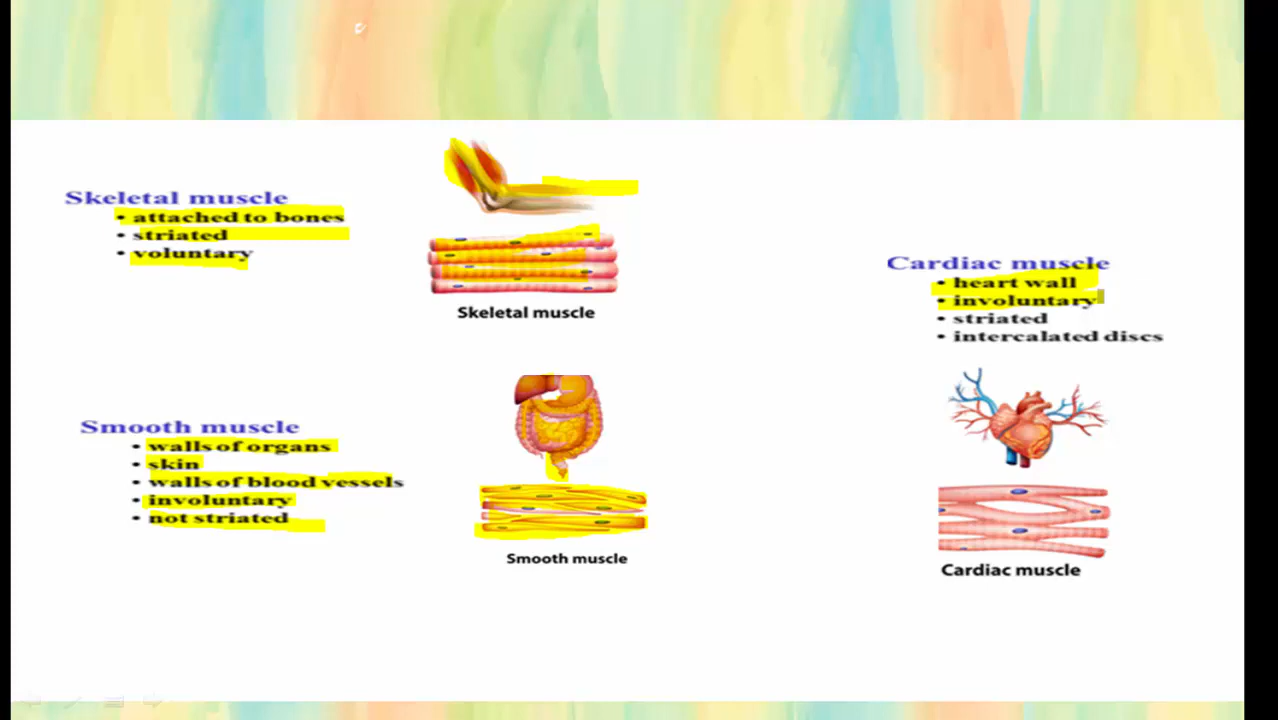 Skeletal muscle
• attached to bones
• striated
• voluntary
Skeletal muscle
Smooth muscle
• walls of organs
• skin
• walls of blood vessels
• involuntary
• not striated
Smooth muscle
Cardiac muscle
• heart wall
• involuntary
• striated
• intercalated discs
Cardiac muscle